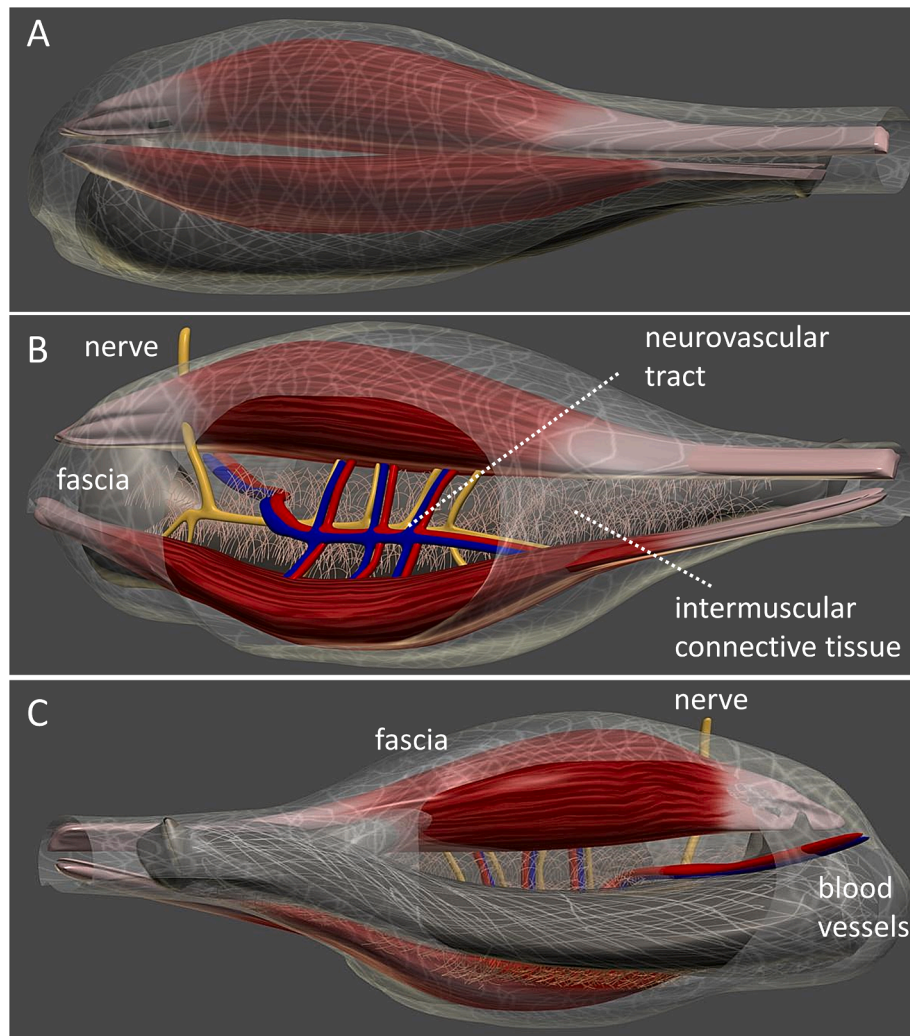 A
B
nerve
neurovascular
tract
fascia
intermuscular
connective tissue
C
nerve
fascia
blood
vessels